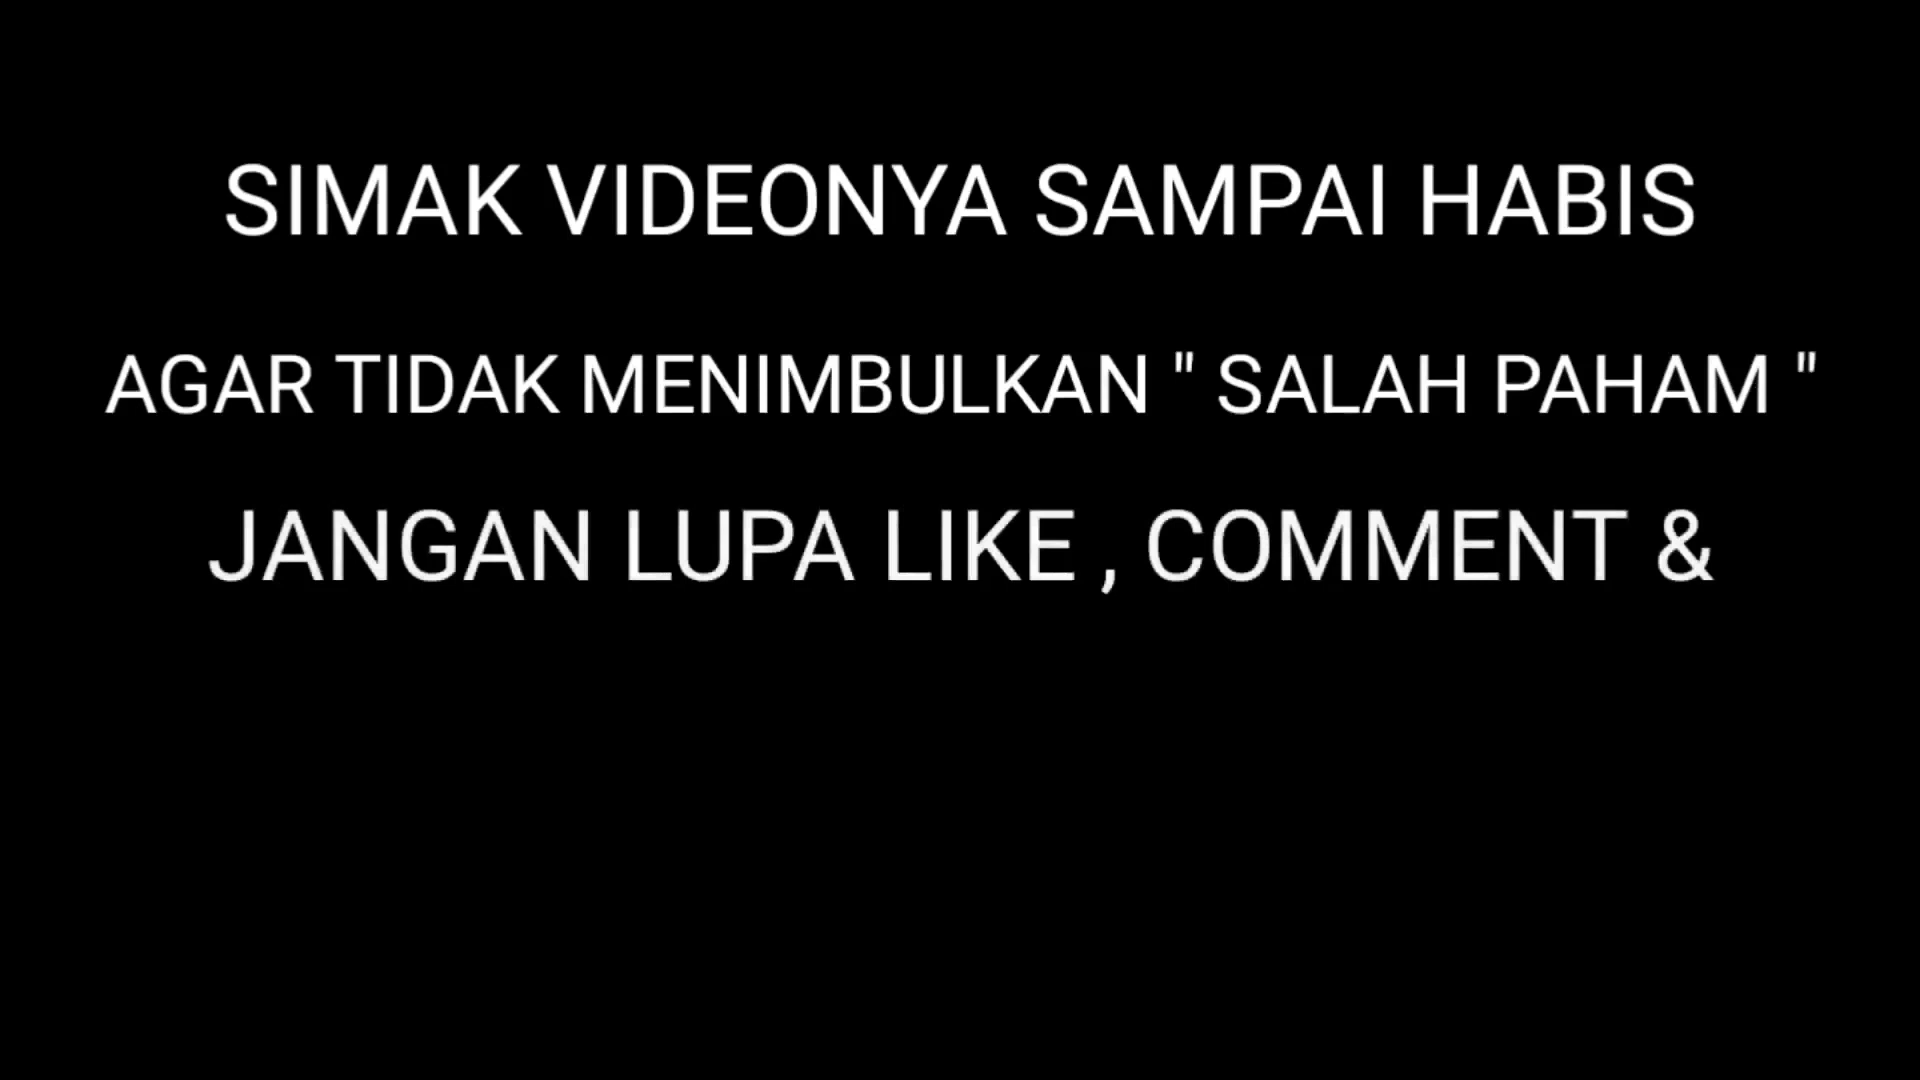 SIMAK VIDEONYA SAMPAI HABIS
AGAR TIDAK MENIMBULKAN " SALAH PAHAM "
JANGAN LUPA LIKE , COMMENT &